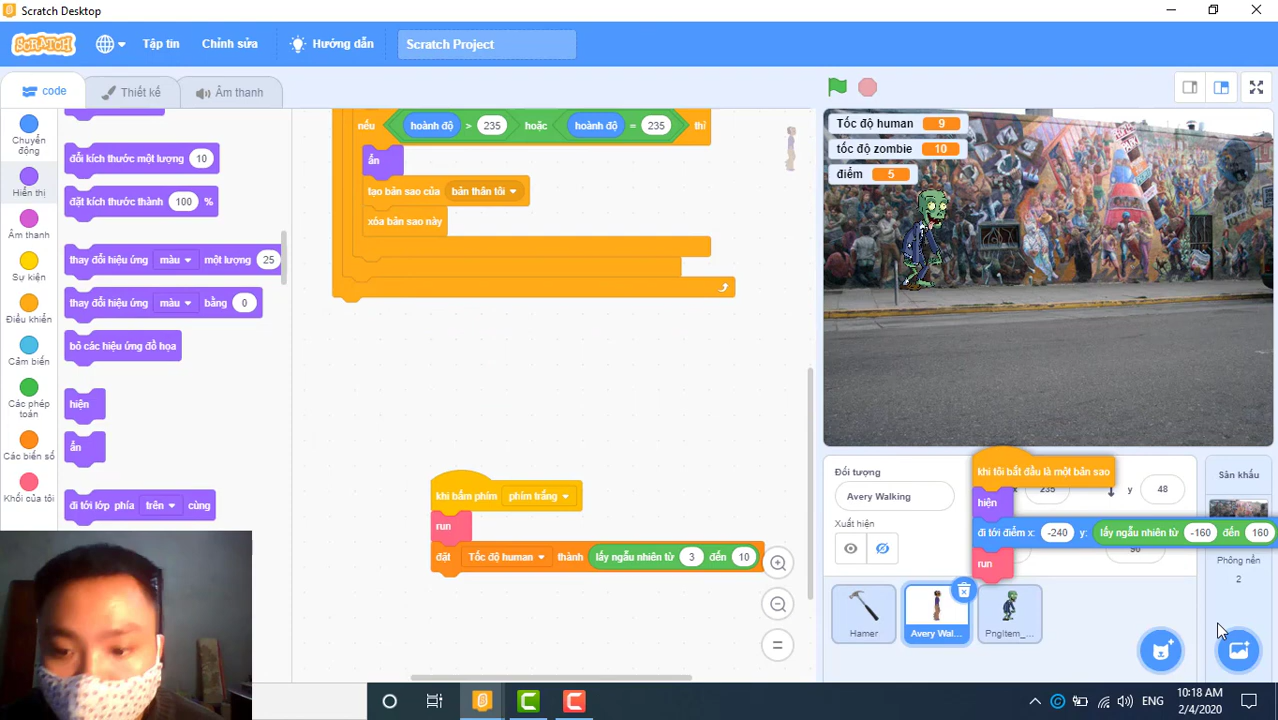 Scratch Desktop
SCRATCH
Tập tin
Chỉnh sửa
Hướng dẫn
Scratch Project
code
Thiết kế
Âm thanh
Chuyển động
Hiển thị
Âm thanh
Sự kiện
Điều khiển
Cảm biến
Các phép toán
Các biến số
Khối của tôi
đổi kích thước một lượng 10
đặt kích thước thành 100 %
thay đổi hiệu ứng màu một lượng 25
thay đổi hiệu ứng màu bằng 0
bỏ các hiệu ứng đồ họa
hiện
ẩn
đi tới lớp phía trên cùng
nếu hoành độ > 235 hoặc hoành độ = 235 thì
ẩn
tạo bản sao của bản thân tôi
xóa bản sao này
khi bấm phím phím trắng
run
đặt Tốc độ human thành lấy ngẫu nhiên từ 3 đến 10
Tốc độ human 9
tốc độ zombie 10
điểm 5
Đối tượng
Avery Walking
x 235
y 48
Xuất hiện
90
khi tôi bắt đầu là một bản sao
hiện
đi tới điểm x: -240 y: lấy ngẫu nhiên từ -160 đến 160
run
Hamer
Avery Wal...
PngItem_...
Sân khấu
Phông nền
2
ENG
10:18 AM
2/4/2020